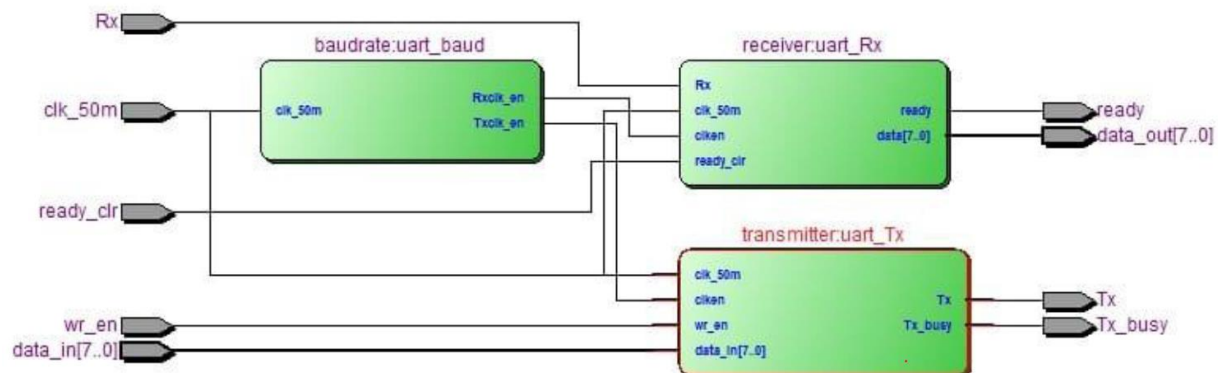 Rx
baudrate:uart_baud
receiver:uart_Rx
clk_50m
clk_50m
Rxclk_en
Txclk_en
Rx
clk_50m
clken
ready_clr
ready
data[7..0]
ready
data_out[7..0]
ready_clr
transmitter:uart_Tx
clk_50m
clken
wr_en
data_in[7..0]
Tx
Tx_busy
Tx
Tx_busy
wr_en
data_in[7..0]